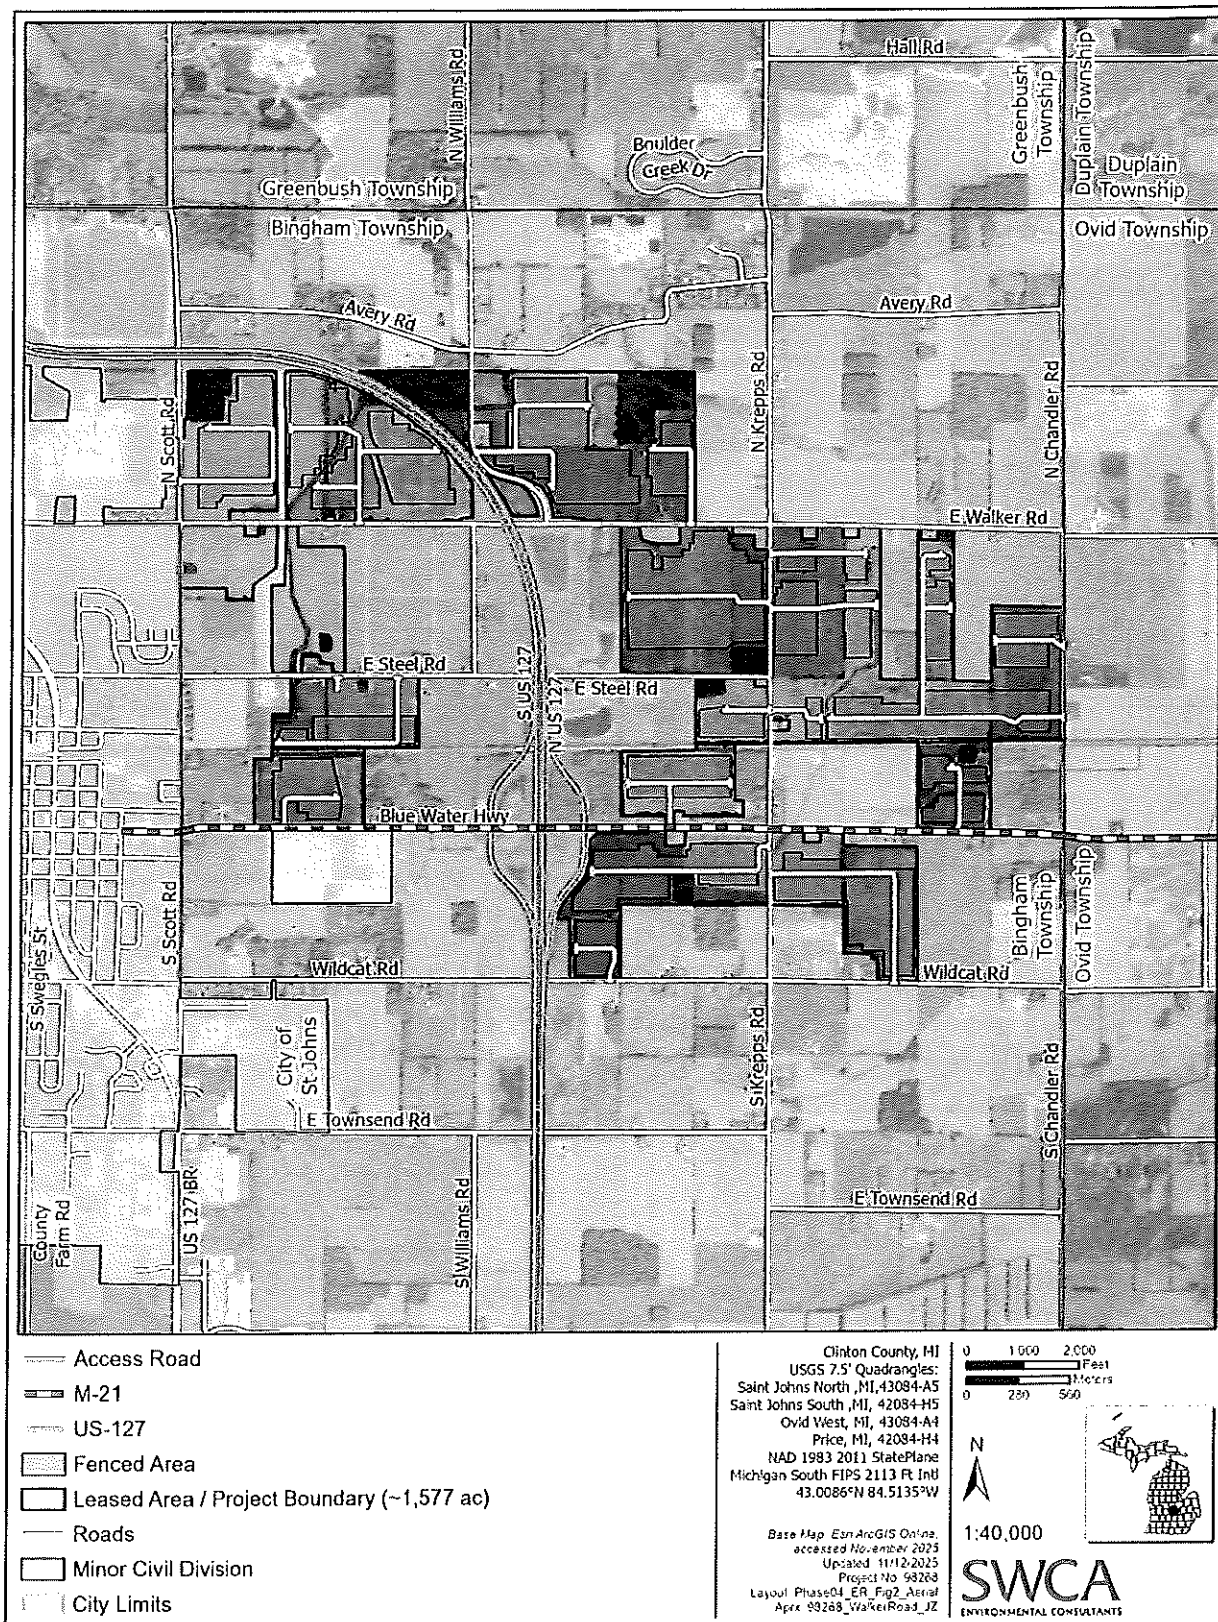 Hall Rd
N Williams Rd
Greenbush
Township
Duplain Township
Boulder
Creek Dr
Duplain
Township
Greenbush Township
Bingham Township
Ovid Township
Avery Rd
Avery Rd
N Scott Rd
N Krepps Rd
N Chandler Rd
E Walker Rd
E Steel Rd
S US 127
N US 127
E Steel Rd
Blue Water Hwy
S Scott Rd
S Swegles St
Bingham
Township
Ovid Township
Wildcat Rd
Wildcat Rd
City of
St Johns
S Krepps Rd
S Chandler Rd
E Townsend Rd
County
Farm Rd
US 127 BR
S Williams Rd
E Townsend Rd
Access Road
M-21
US-127
Fenced Area
Leased Area / Project Boundary (~1,577 ac)
Roads
Minor Civil Division
City Limits
Clinton County, MI
USGS 7.5' Quadrangles:
Saint Johns North ,MI,43084-A5
Saint Johns South ,MI, 42084-H5
Ovid West, MI, 43084-A4
Price, MI, 42084-H4
NAD 1983 2011 StatePlane
Michigan South FIPS 2113 Ft Intl
43.0086°N 84.5135°W
Base Map: Esri ArcGIS Online,
accessed November 2025
Updated: 11/12/2025
Project No. 98268
Layout: Phase04_ER_Fig2_Aerial
Aprx: 98268_WalkerRoad_JZ
0 1,000 2,000
Feet
Meters
0 250 500
N
1:40,000
SWCA
ENVIRONMENTAL CONSULTANTS